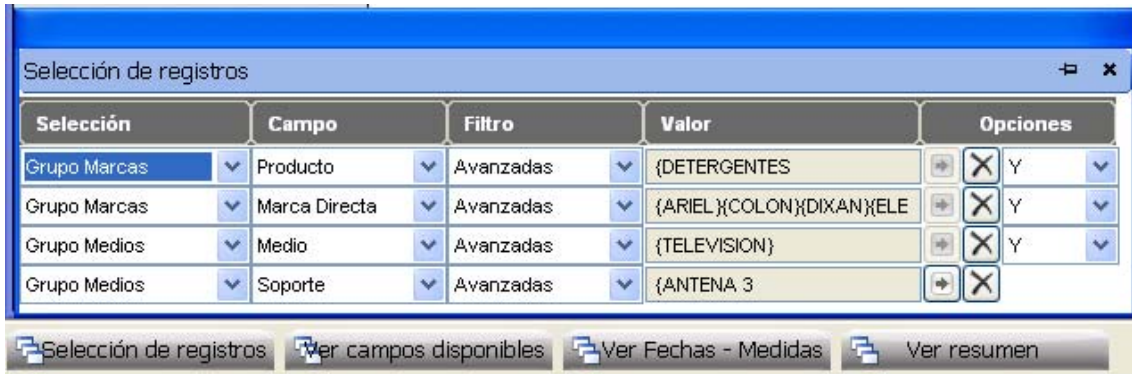 Selección de registros
Selección Campo Filtro Valor Opciones
Grupo Marcas Producto Avanzadas {DETERGENTES Y
Grupo Marcas Marca Directa Avanzadas {ARIEL}{COLON}{DIXAN}{ELE Y
Grupo Medios Medio Avanzadas {TELEVISION} Y
Grupo Medios Soporte Avanzadas {ANTENA 3
Selección de registros Ver campos disponibles Ver Fechas - Medidas Ver resumen